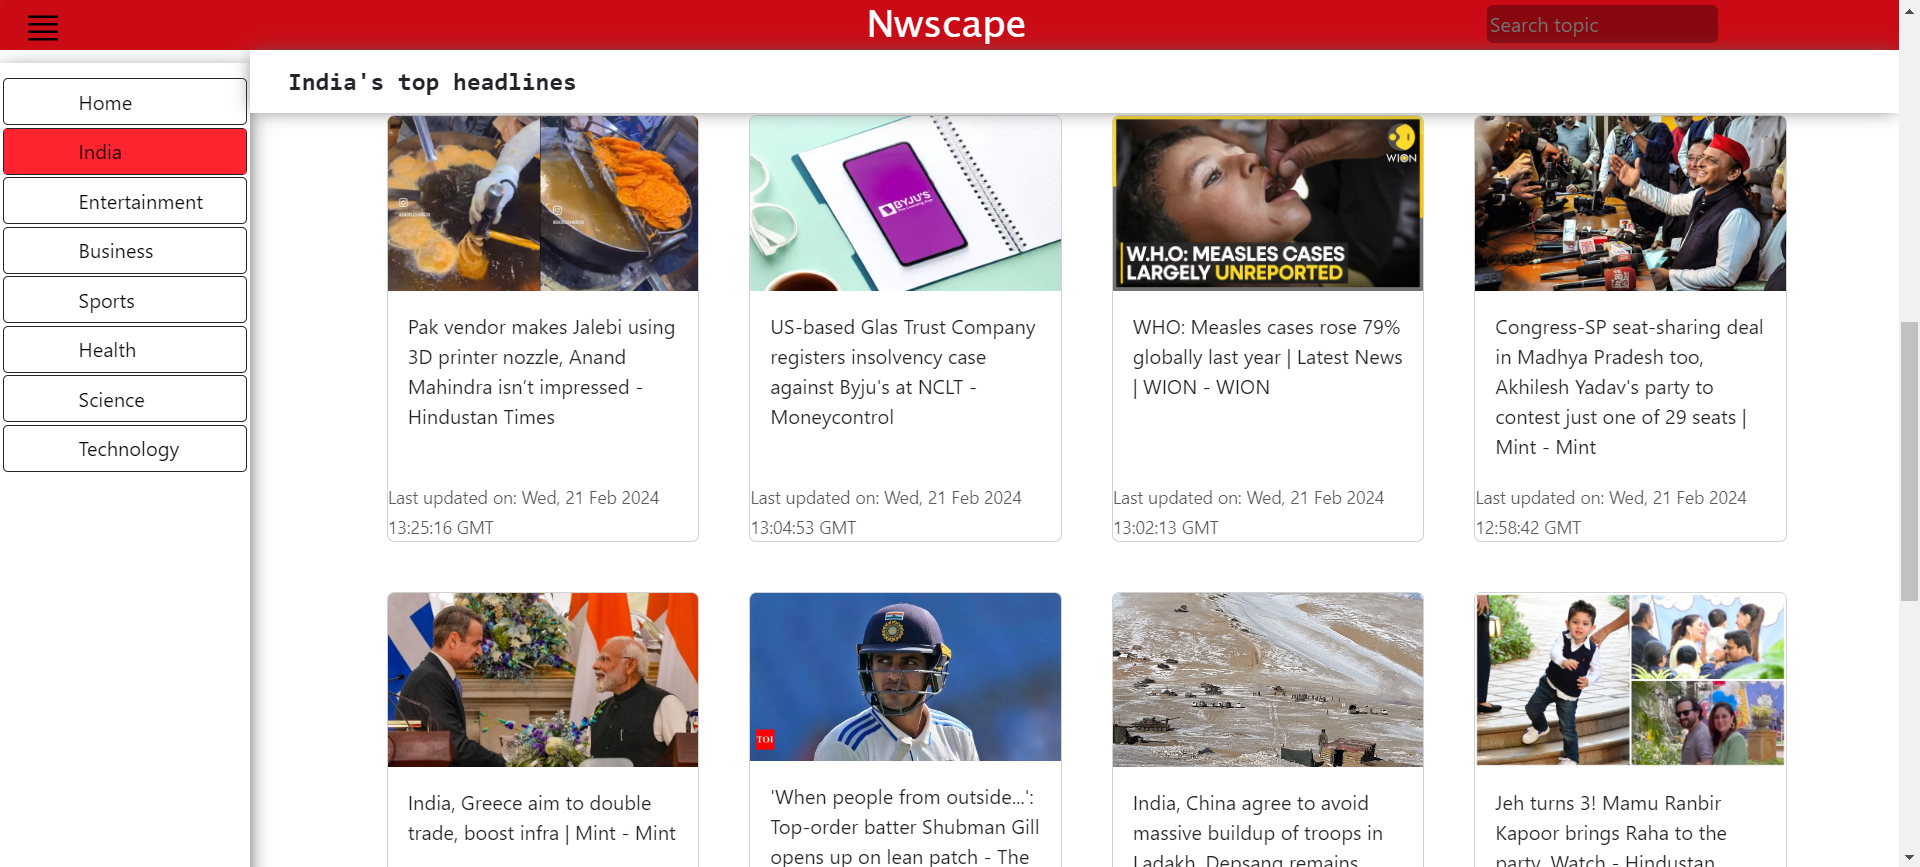 Nwscape
Search topic
Home
India
Entertainment
Business
Sports
Health
Science
Technology
India's top headlines
BYJU'S
WION
W.H.O: MEASLES CASES
LARGELY UNREPORTED
Pak vendor makes Jalebi using
3D printer nozzle, Anand
Mahindra isn’t impressed -
Hindustan Times
Last updated on: Wed, 21 Feb 2024
13:25:16 GMT
US-based Glas Trust Company
registers insolvency case
against Byju's at NCLT -
Moneycontrol
Last updated on: Wed, 21 Feb 2024
13:04:53 GMT
WHO: Measles cases rose 79%
globally last year | Latest News
| WION - WION
Last updated on: Wed, 21 Feb 2024
13:02:13 GMT
Congress-SP seat-sharing deal
in Madhya Pradesh too,
Akhilesh Yadav's party to
contest just one of 29 seats |
Mint - Mint
Last updated on: Wed, 21 Feb 2024
12:58:42 GMT
TOI
India, Greece aim to double
trade, boost infra | Mint - Mint
'When people from outside...':
Top-order batter Shubman Gill
opens up on lean patch - The
India, China agree to avoid
massive buildup of troops in
Ladakh, Depsang remains
Jeh turns 3! Mamu Ranbir
Kapoor brings Raha to the
party. Watch - Hindustan